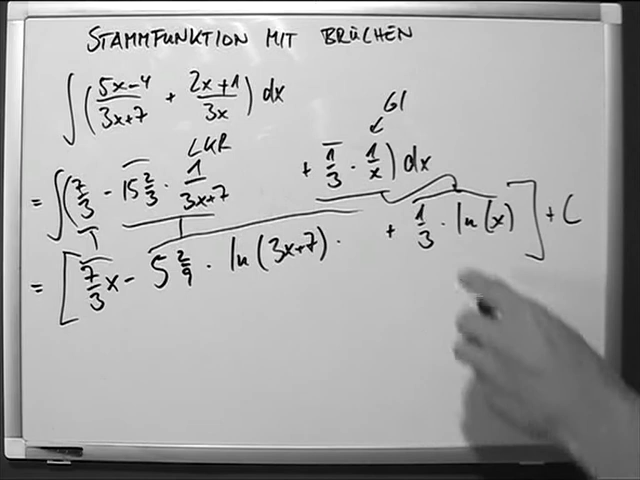 STAMMFUNKTION MIT BRÜCHEN
∫(5x-4/3x+7 + 2x+1/3x) dx
GI
LKR
= ∫(7/3 - 15 2/3 · 1/3x+7 + 1/3 · 1/x) dx
= [7/3 x - 5 2/9 · ln(3x+7) · + 1/3 · ln(x)] + C